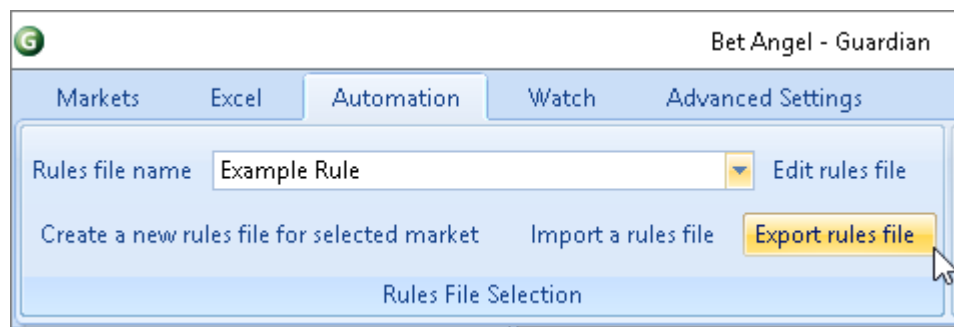 G
Bet Angel - Guardian
Markets Excel Automation Watch Advanced Settings
Rules file name Example Rule Edit rules file
Create a new rules file for selected market Import a rules file Export rules file
Rules File Selection